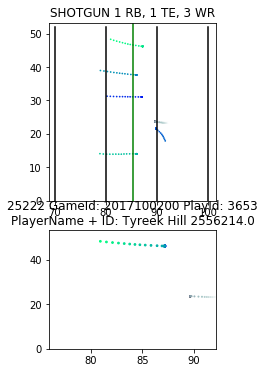 SHOTGUN 1 RB, 1 TE, 3 WR
50
40
30
20
10
0
70 80 90 100
25222 GameId: 2017100200 PlayId: 3653
PlayerName + ID: Tyreek Hill 2556214.0
40
20
0
80 85 90